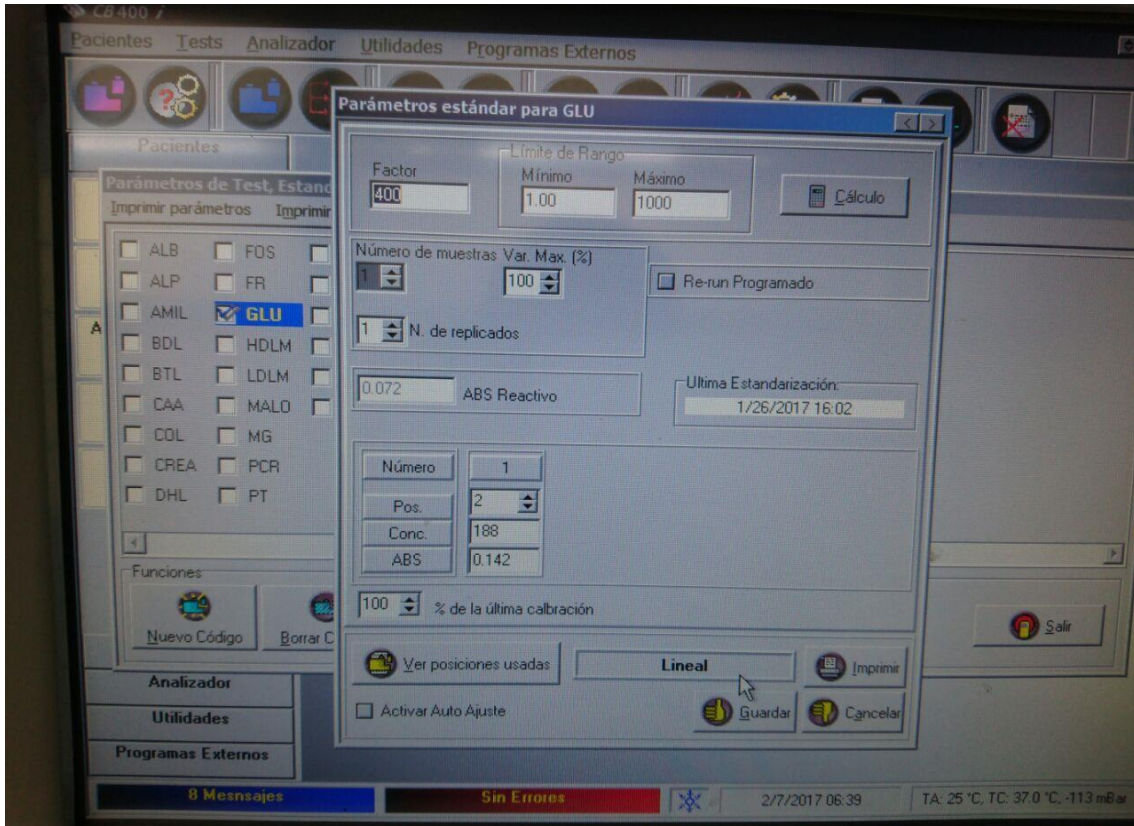 CB 400 i
Pacientes Tests Analizador Utilidades Programas Externos
Pacientes
Parámetros de Test, Estand
Imprimir parámetros Imprimir
ALB FOS
ALP FR
AMIL GLU
BDL HDLM
BTL LDLM
CAA MALO
COL MG
CREA PCR
DHL PT
Funciones
Nuevo Código Borrar C
Parámetros estándar para GLU
Factor
400
Límite de Rango
Mínimo Máximo
1.00 1000
Cálculo
Número de muestras Var. Max. (%)
1 100
Re-run Programado
1 N. de replicados
0.072 ABS Reactivo
Ultima Estandarización:
1/26/2017 16:02
Número 1
Pos. 2
Conc. 188
ABS 0.142
100 % de la última calbración
Ver posiciones usadas Lineal Imprimir
Activar Auto Ajuste Guardar Cancelar
Salir
Analizador
Utilidades
Programas Externos
8 Mesnsajes Sin Errores 2/7/2017 06:39 TA: 25 °C, TC: 37.0 °C, -113 mBar